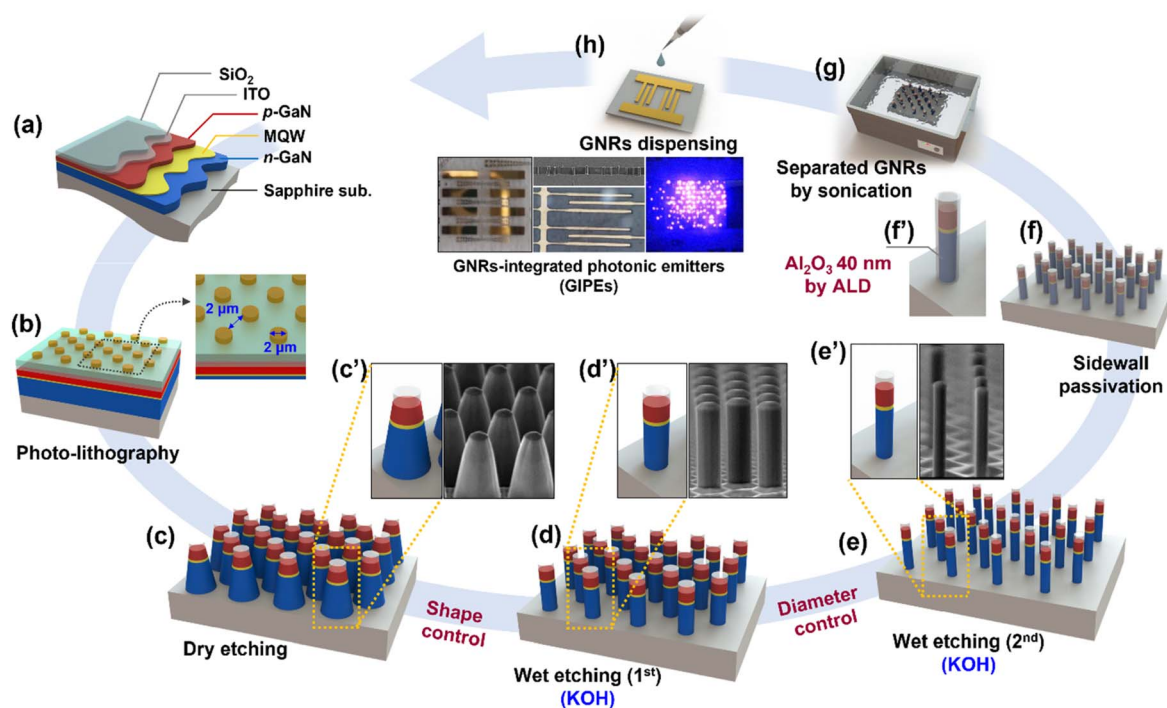 (a)
SiO₂
ITO
p-GaN
MQW
n-GaN
Sapphire sub.
(b)
2 μm
2 μm
Photo-lithography
(c)
(c’)
Dry etching
Shape
control
(d)
(d’)
Wet etching (1ˢᵗ)
(KOH)
Diameter
control
(e)
(e’)
Wet etching (2ⁿᵈ)
(KOH)
(f)
(f’)
Al₂O₃ 40 nm
by ALD
Sidewall
passivation
(g)
Separated GNRs
by sonication
(h)
GNRs dispensing
GNRs-integrated photonic emitters
(GIPEs)